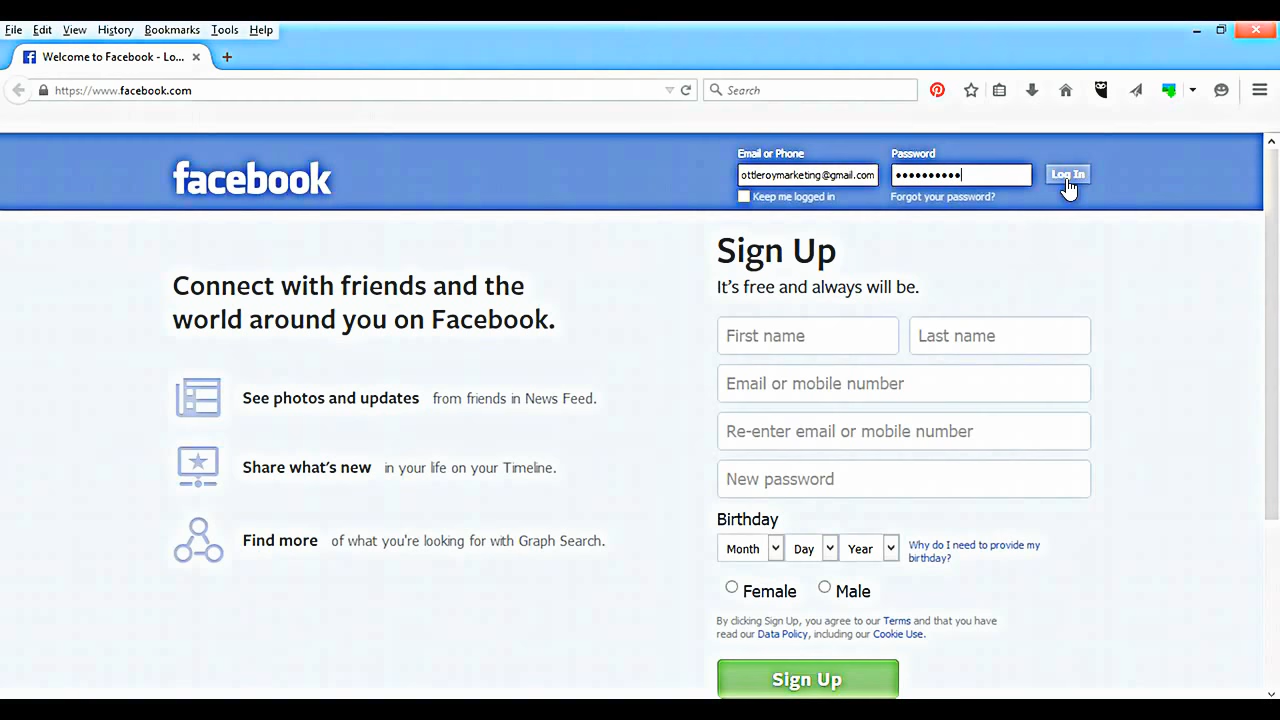 File Edit View History Bookmarks Tools Help
Welcome to Facebook - Lo...
https://www.facebook.com
Search
facebook
Email or Phone Password
ottleroymarketing@gmail.com ●●●●●●●●●● Log In
Keep me logged in Forgot your password?
Connect with friends and the
world around you on Facebook.
See photos and updates from friends in News Feed.
Share what's new in your life on your Timeline.
Find more of what you're looking for with Graph Search.
Sign Up
It's free and always will be.
First name Last name
Email or mobile number
Re-enter email or mobile number
New password
Birthday
Month Day Year
Why do I need to provide my
birthday?
Female Male
By clicking Sign Up, you agree to our Terms and that you have
read our Data Policy, including our Cookie Use.
Sign Up